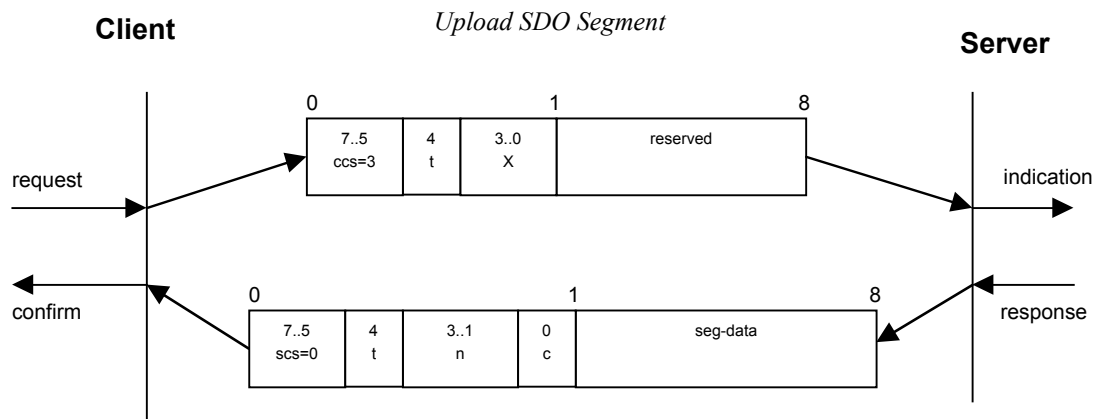 Upload SDO Segment
Client
Server
0 1 8
7..5 4 3..0 reserved
ccs=3 t X
request
indication
confirm
response
0 1 8
7..5 4 3..1 0 seg-data
scs=0 t n c